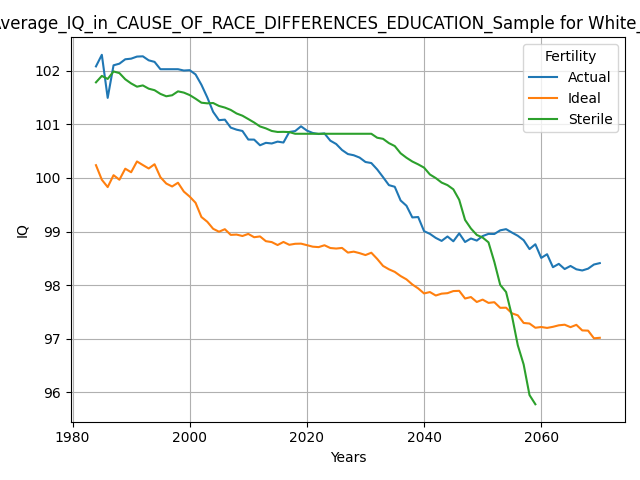 Average_IQ_in_CAUSE_OF_RACE_DIFFERENCES_EDUCATION_Sample for White_
Fertility
Actual
Ideal
Sterile
102
101
100
99
98
97
96
IQ
1980 2000 2020 2040 2060
Years